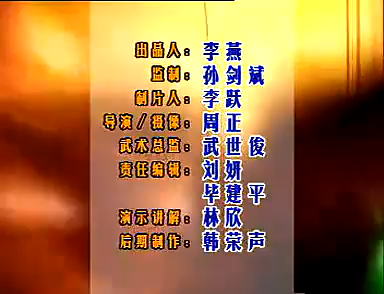 出品人：李燕
监制：孙剑斌
制片人：李跃
导演/摄像：周正
武术总监：武世俊
责任编辑：刘妍
毕建平
演示讲解：林欣
后期制作：韩荣声